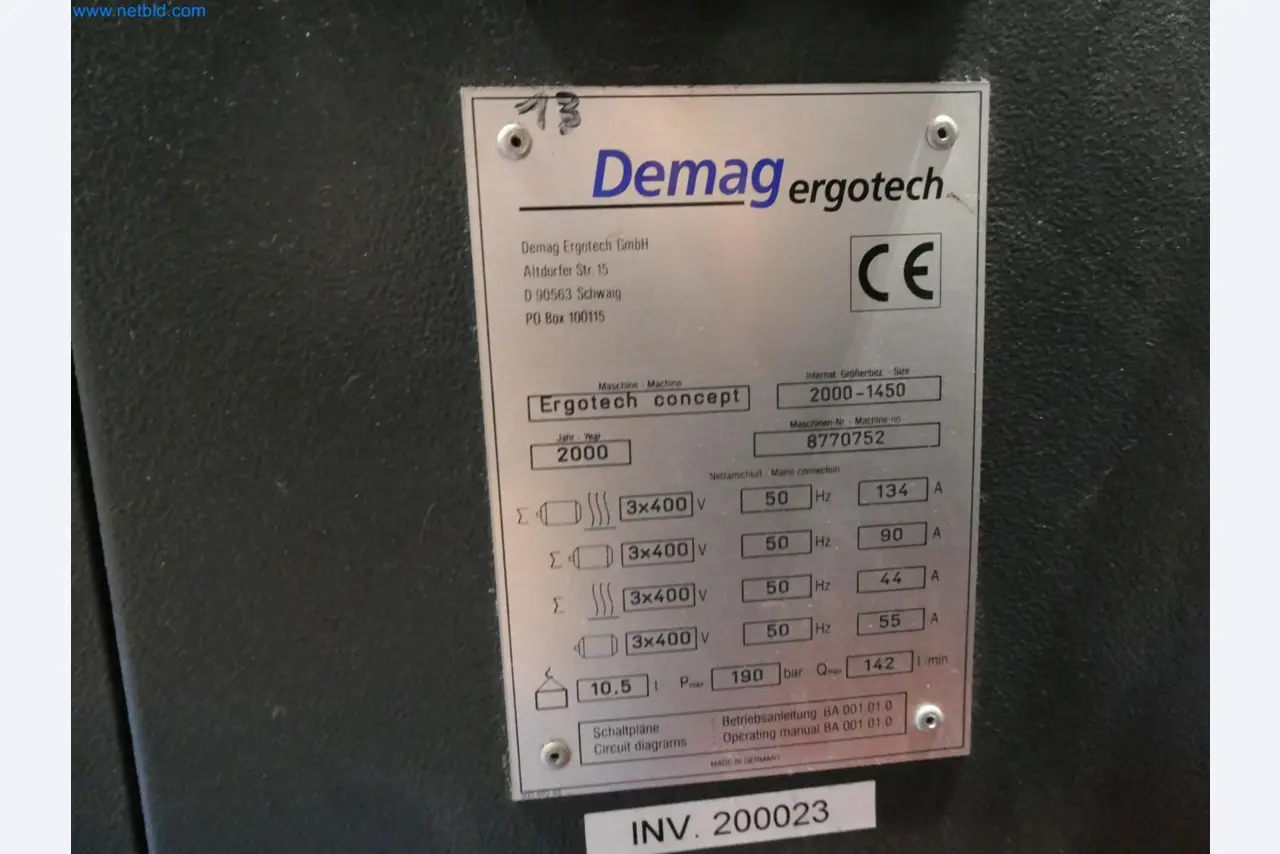 www.netbid.com
13
Demag ergotech
Demag Ergotech GmbH
Altdorfer Str. 15
D 90563 Schwaig
PO Box 100115
CE
Maschine - Machine
Internat. Größenbez. - Size
Ergotech concept
2000-1450
Jahr - Year
Maschinen-Nr. - Machine no
2000
8770752
Netzanschluß - Mains connection
Σ 3x400 V 50 Hz 134 A
Σ 3x400 V 50 Hz 90 A
Σ 3x400 V 50 Hz 44 A
3x400 V 50 Hz 55 A
10.5 t Pmax 190 bar Qmax 142 l/min
Schaltpläne
Circuit diagrams
Betriebsanleitung BA 001 01 0
Operating manual BA 001 01 0
MADE IN GERMANY
INV. 200023